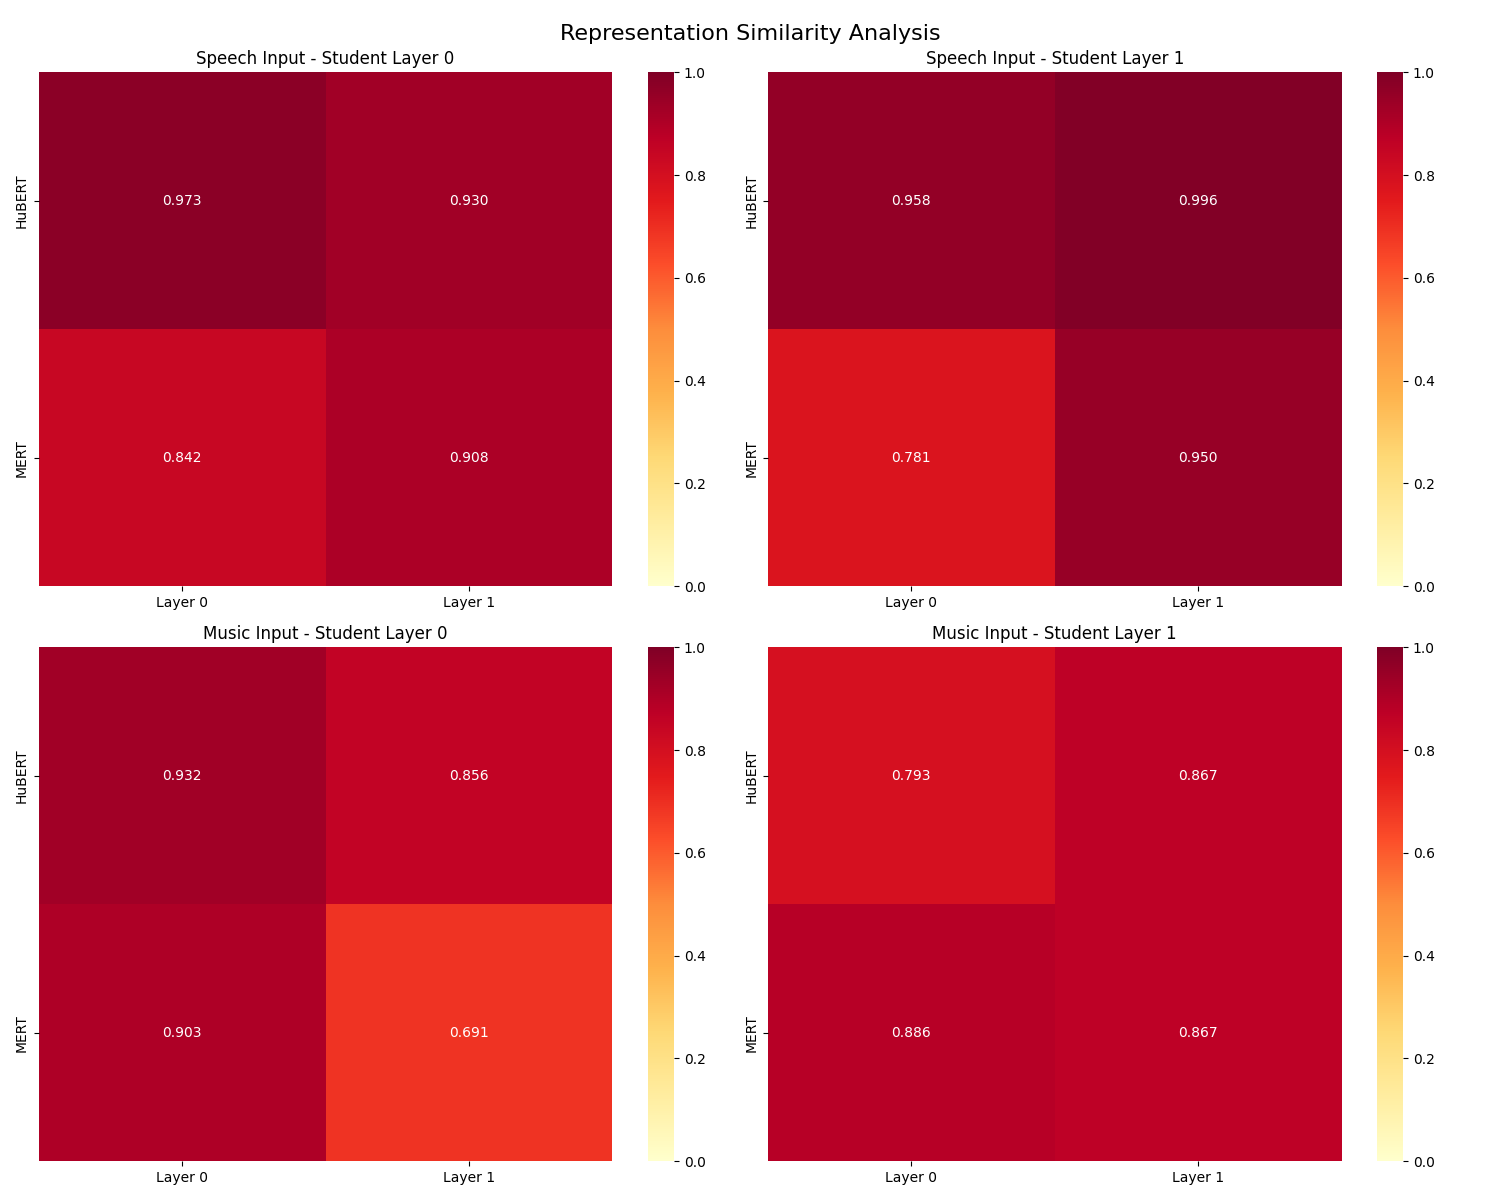 Representation Similarity Analysis
Speech Input - Student Layer 0
HuBERT
MERT
0.973
0.930
0.842
0.908
Layer 0
Layer 1
1.0
0.8
0.6
0.4
0.2
0.0
Speech Input - Student Layer 1
HuBERT
MERT
0.958
0.996
0.781
0.950
Layer 0
Layer 1
1.0
0.8
0.6
0.4
0.2
0.0
Music Input - Student Layer 0
HuBERT
MERT
0.932
0.856
0.903
0.691
Layer 0
Layer 1
1.0
0.8
0.6
0.4
0.2
0.0
Music Input - Student Layer 1
HuBERT
MERT
0.793
0.867
0.886
0.867
Layer 0
Layer 1
1.0
0.8
0.6
0.4
0.2
0.0